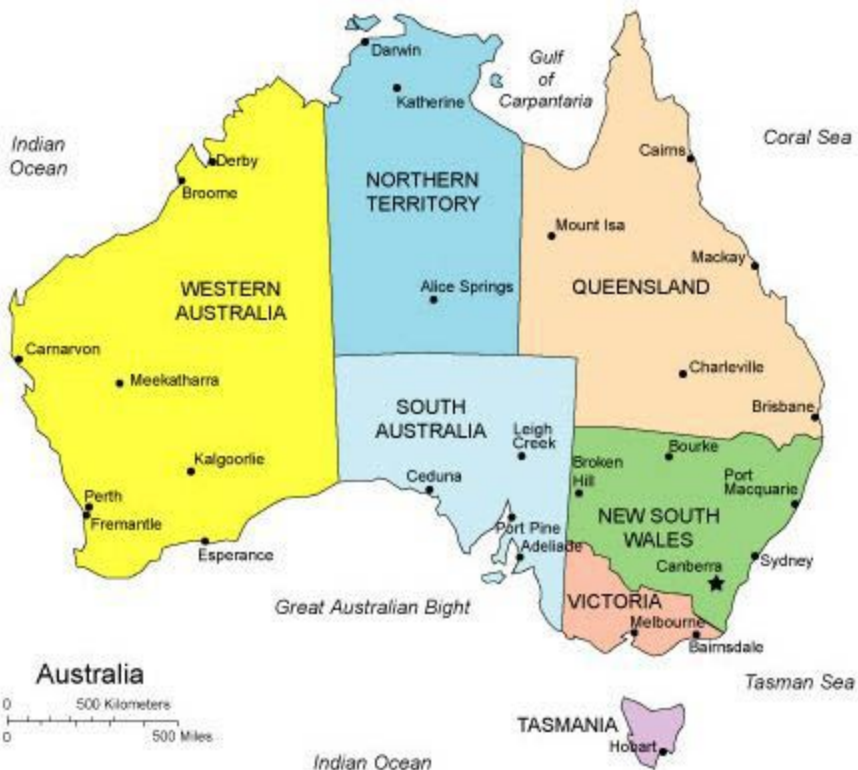 Darwin
Katherine
Gulf
of
Carpantaria
Indian
Ocean
Coral Sea
Derby
Broome
Cairns
NORTHERN
TERRITORY
Mount Isa
Mackay
WESTERN
AUSTRALIA
Alice Springs
QUEENSLAND
Carnarvon
Meekatharra
Charleville
Brisbane
SOUTH
AUSTRALIA
Leigh
Creek
Bourke
Kalgoorlie
Broken
Hill
Port
Macquarie
Ceduna
Perth
Fremantle
Port Pine
NEW SOUTH
WALES
Adeliade
Esperance
Canberra
Sydney
Great Australian Bight
VICTORIA
Melbourne
Bairnsdale
Australia
0 500 Kilometers
0 500 Miles
Tasman Sea
TASMANIA
Hobart
Indian Ocean